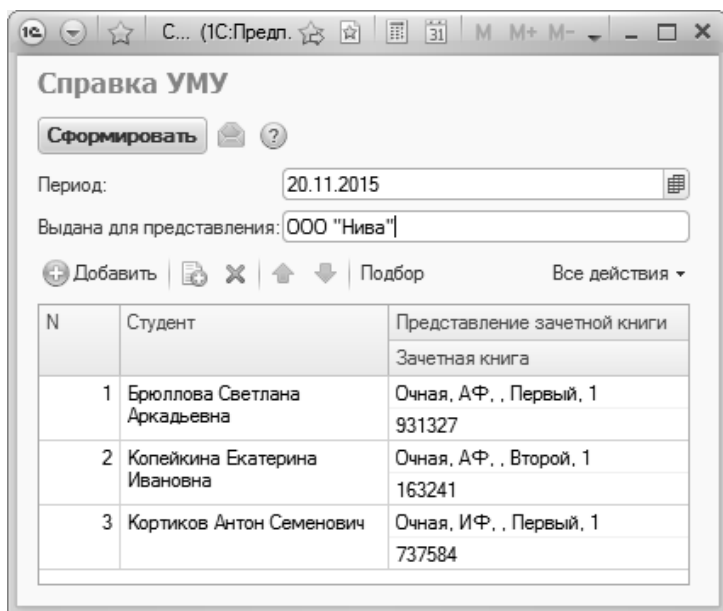 1С С... (1С:Предп. 31 M M+ M-
Справка УМУ
Сформировать ?
Период: 20.11.2015
Выдана для представления: ООО "Нива"
Добавить Подбор Все действия
N Студент Представление зачетной книги
Зачетная книга
1 Брюллова Светлана Очная, АФ, , Первый, 1
Аркадьевна 931327
2 Копейкина Екатерина Очная, АФ, , Второй, 1
Ивановна 163241
3 Кортиков Антон Семенович Очная, ИФ, , Первый, 1
737584